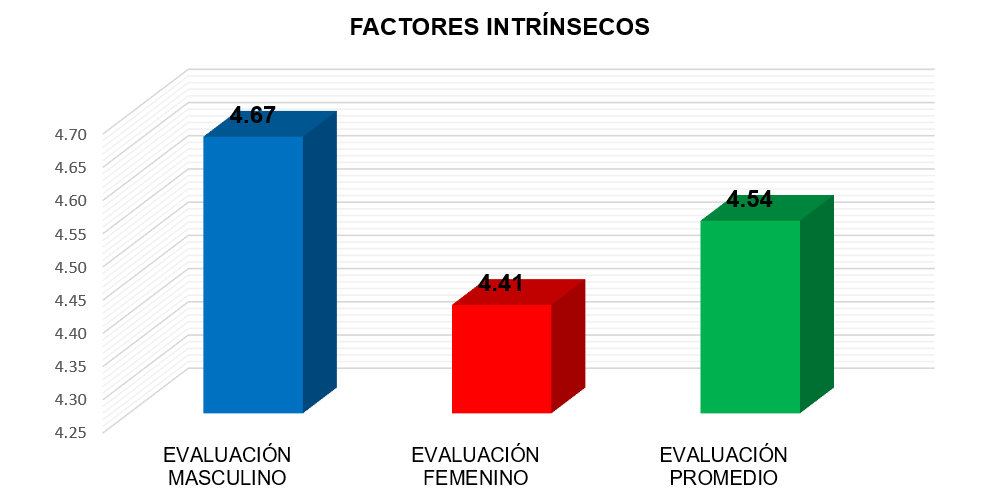 FACTORES INTRÍNSECOS
4.67
4.41
4.54
4.70
4.65
4.60
4.55
4.50
4.45
4.40
4.35
4.30
4.25
EVALUACIÓN
MASCULINO
EVALUACIÓN
FEMENINO
EVALUACIÓN
PROMEDIO